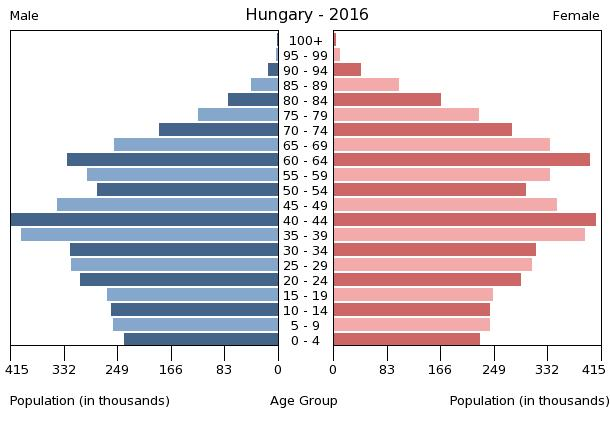 Male Hungary - 2016 Female
100+
95 - 99
90 - 94
85 - 89
80 - 84
75 - 79
70 - 74
65 - 69
60 - 64
55 - 59
50 - 54
45 - 49
40 - 44
35 - 39
30 - 34
25 - 29
20 - 24
15 - 19
10 - 14
5 - 9
0 - 4
415 332 249 166 83 0 0 83 166 249 332 415
Population (in thousands) Age Group Population (in thousands)